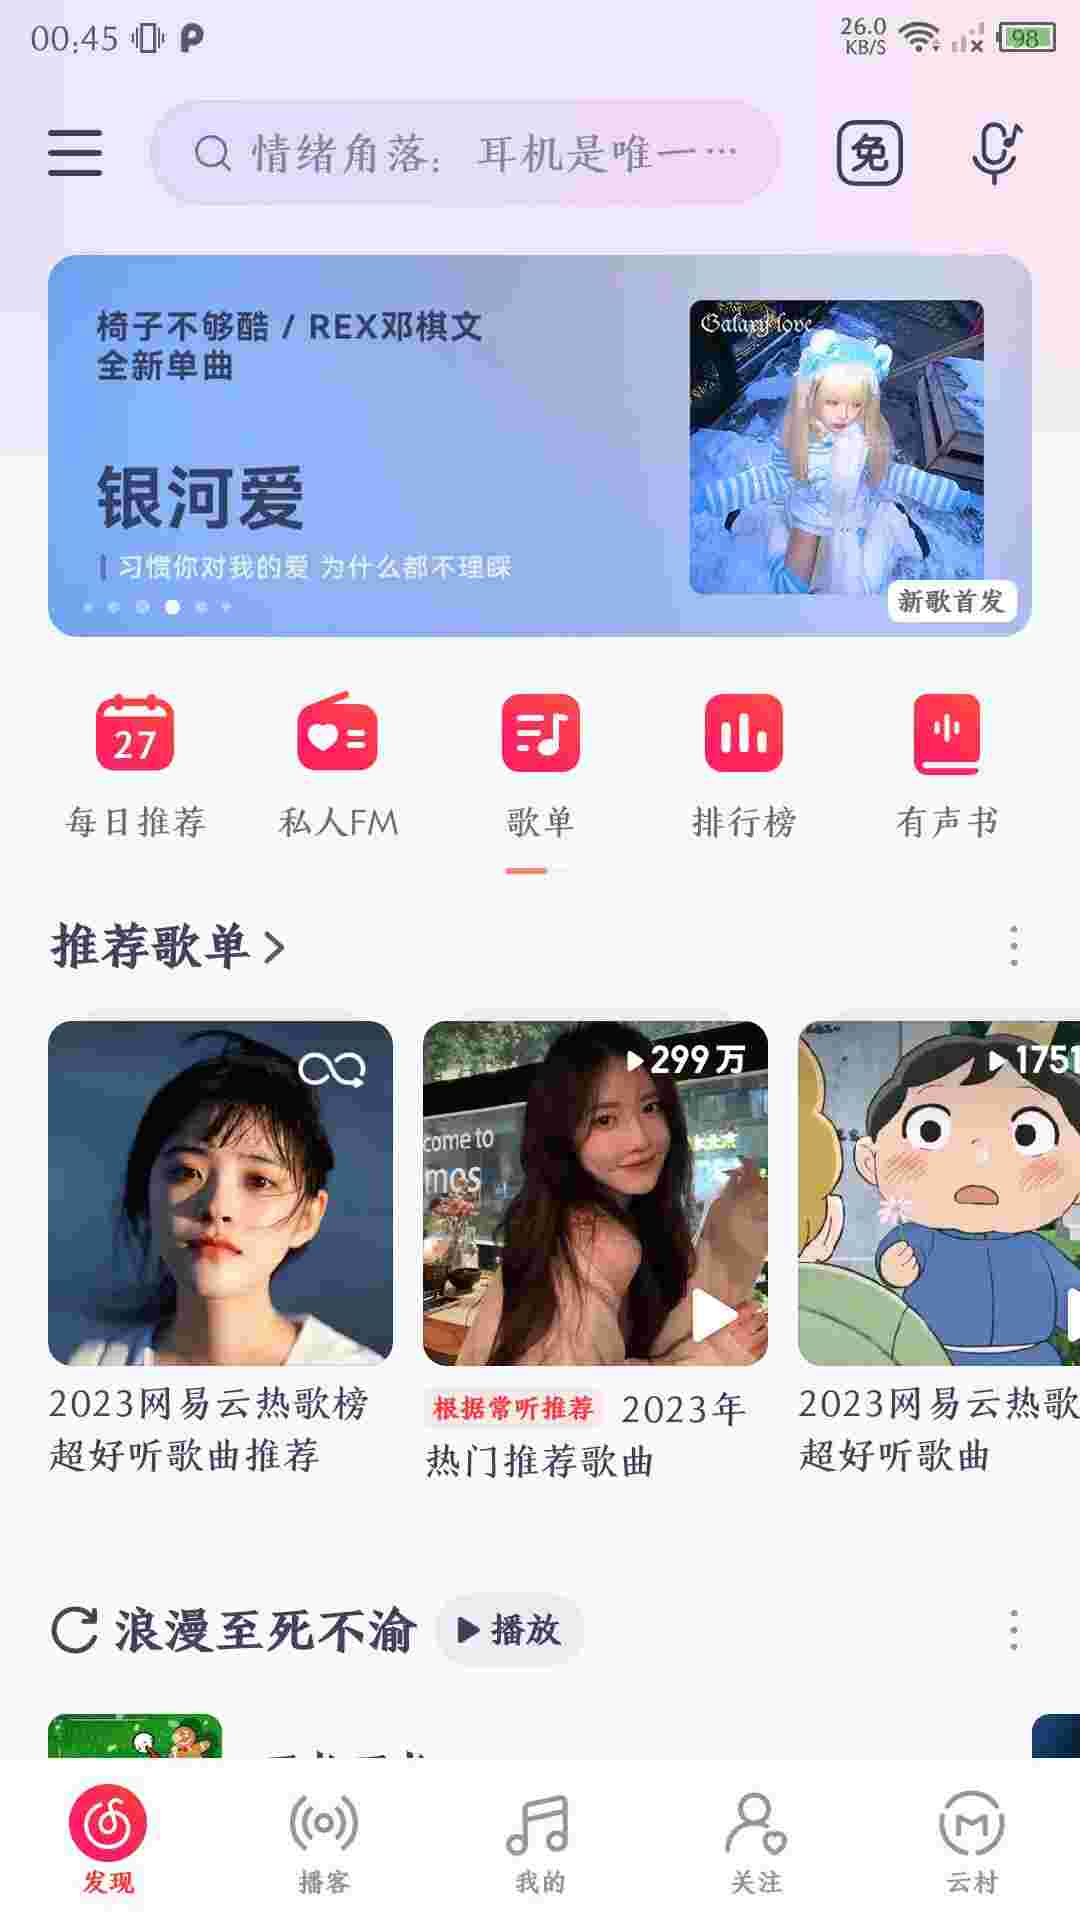 00:45
26.0
KB/S
98
情绪角落：耳机是唯一…
免
椅子不够酷 / REX邓棋文
全新单曲
银河爱
习惯你对我的爱 为什么都不理睬
Galaxy love
新歌首发
27
每日推荐
私人FM
歌单
排行榜
有声书
推荐歌单
299万
1751
come to
mos
2023网易云热歌榜
超好听歌曲推荐
根据常听推荐 2023年
热门推荐歌曲
2023网易云热歌
超好听歌曲
浪漫至死不渝
播放
发现
播客
我的
关注
云村